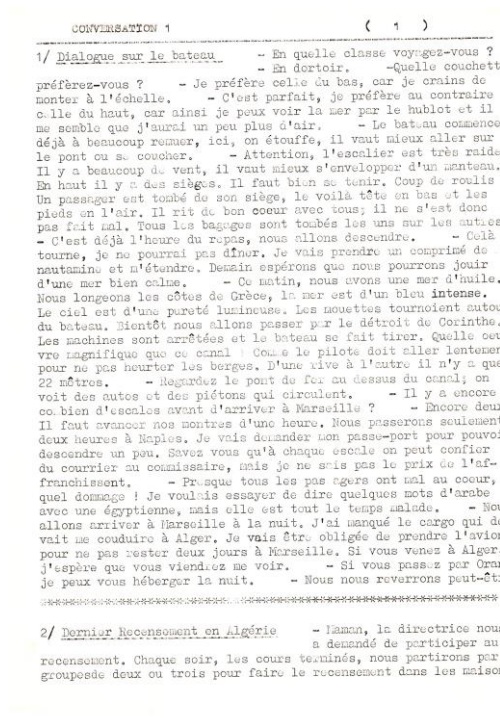 CONVERSATION 1 ( 1 )
1/ Dialogue sur le bateau - En quelle classe voyagez-vous ?
- En dortoir. -Quelle couchett
préfèrez-vous ? - Je préfère celle du bas, car je crains de
monter à l'échelle. - C'est parfait, je préfère au contraire
celle du haut, car ainsi je peux voir la mer par le hublot et il
me semble que j'aurai un peu plus d'air. - Le bateau commence
déjà à beaucoup remuer, ici, on étouffe, il vaut mieux aller sur
le pont ou se coucher. - Attention, l'escalier est très raide
Il y a beaucoup de vent, il vaut mieux s'envelopper d'un manteau.
En haut il y a des sièges. Il faut bien se tenir. Coup de roulis
Un passager est tombé de son siège, le voilà tête en bas et les
pieds en l'air. Il rit de bon coeur avec tous; il ne s'est donc
pas fait mal. Tous les bagages sont tombés les uns sur les autres
- C'est déjà l'heure du repas, nous allons descendre. - Celà
tourne, je ne pourrai pas dîner. Je vais prendre un comprimé de
nautamine et m'étendre. Demain espérons que nous pourrons jouir
d'une mer bien calme. - Ce matin, nous avons une mer d'huile.
Nous longeons les côtes de Grèce, la mer est d'un bleu intense.
Le ciel est d'une pureté lumineuse. Les mouettes tournoient autou
du bateau. Bientôt nous allons passer par le détroit de Corinthe.
Les machines sont arrêtées et le bateau se fait tirer. Quelle oeu
vre magnifique que ce canal ! Comme le pilote doit aller lentemen
pour ne pas heurter les berges. D'une rive à l'autre il n'y a que
22 mètres. - Regardez le pont de fer au dessus du canal; on
voit des autos et des piétons qui circulent. - Il y a encore
combien d'escales avant d'arriver à Marseille ? - Encore deux
Il faut avancer nos montres d'une heure. Nous passerons seulement
deux heures à Naples. Je vais demander mon passe-port pour pouvoi
descendre un peu. Savez vous qu'à chaque escale on peut confier
du courrier au commissaire, mais je ne sais pas le prix de l'af-
franchissent. - Presque tous les passagers ont mal au coeur,
quel dommage ! Je voulais essayer de dire quelques mots d'arabe
avec une égyptienne, mais elle est tout le temps malade. - Nou
allons arriver à Marseille à la nuit. J'ai manqué le cargo qui de
vait me couduire à Alger. Je vais être obligée de prendre l'avion
pour ne pas rester deux jours à Marseille. Si vous venez à Alger
j'espère que vous viendrez me voir. - Si vous passez par Oran
je peux vous héberger la nuit. - Nous nous reverrons peut-êt
2/ Dernier Recensement en Algérie - Maman, la directrice nous
a demandé de participer au
recensement. Chaque soir, les cours terminés, nous partirons par
groupesde deux ou trois pour faire le recensement dans les maison